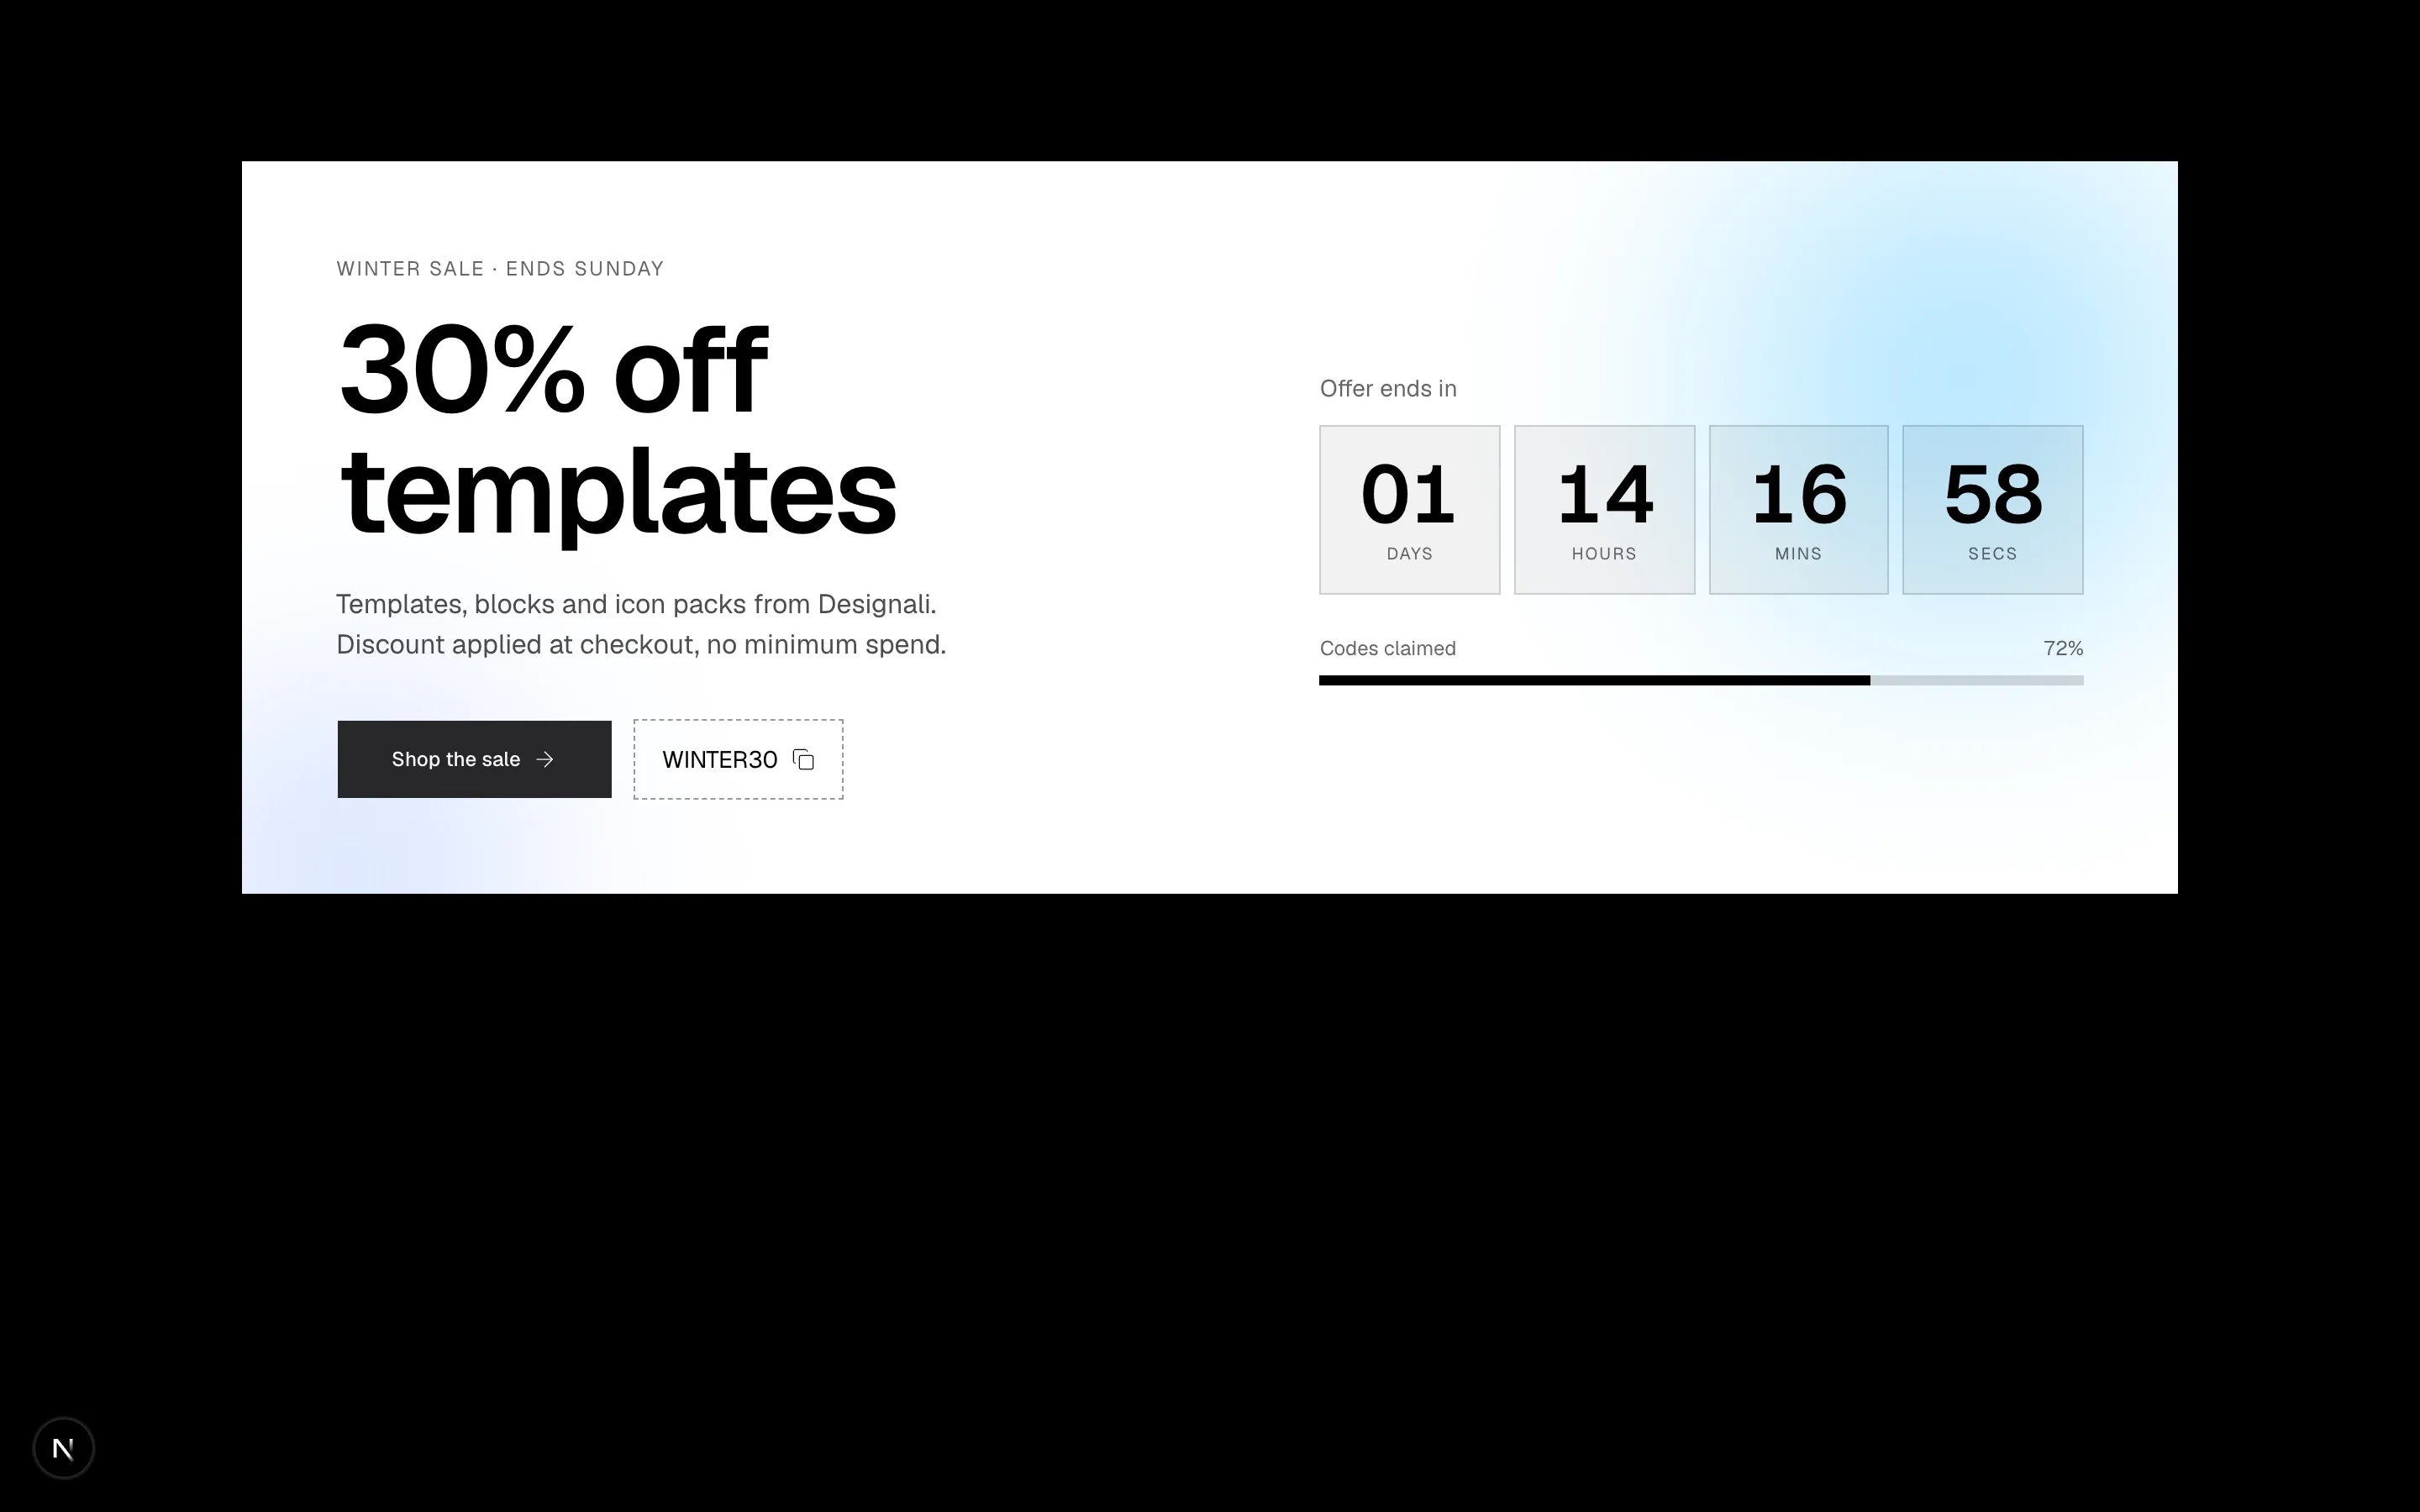 WINTER SALE · ENDS SUNDAY
30% off
templates
Templates, blocks and icon packs from Designali.
Discount applied at checkout, no minimum spend.
Shop the sale
WINTER30
Offer ends in
01 14 16 58
DAYS HOURS MINS SECS
Codes claimed 72%
N